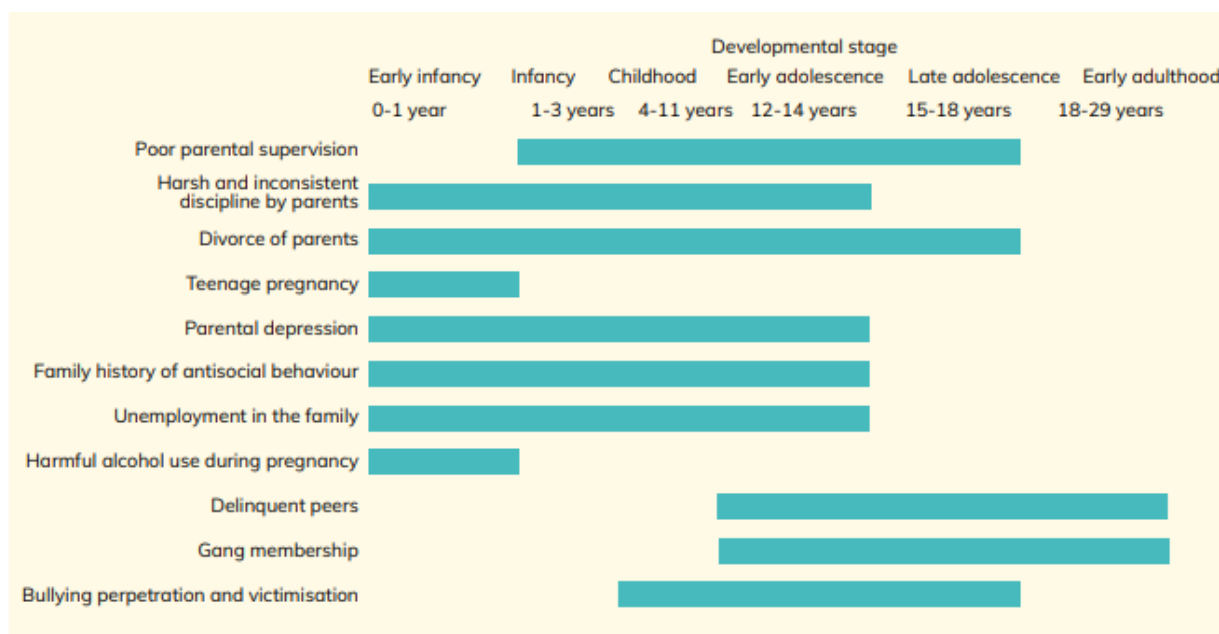 Developmental stage
Early infancy Infancy Childhood Early adolescence Late adolescence Early adulthood
0-1 year 1-3 years 4-11 years 12-14 years 15-18 years 18-29 years
Poor parental supervision
Harsh and inconsistent
discipline by parents
Divorce of parents
Teenage pregnancy
Parental depression
Family history of antisocial behaviour
Unemployment in the family
Harmful alcohol use during pregnancy
Delinquent peers
Gang membership
Bullying perpetration and victimisation